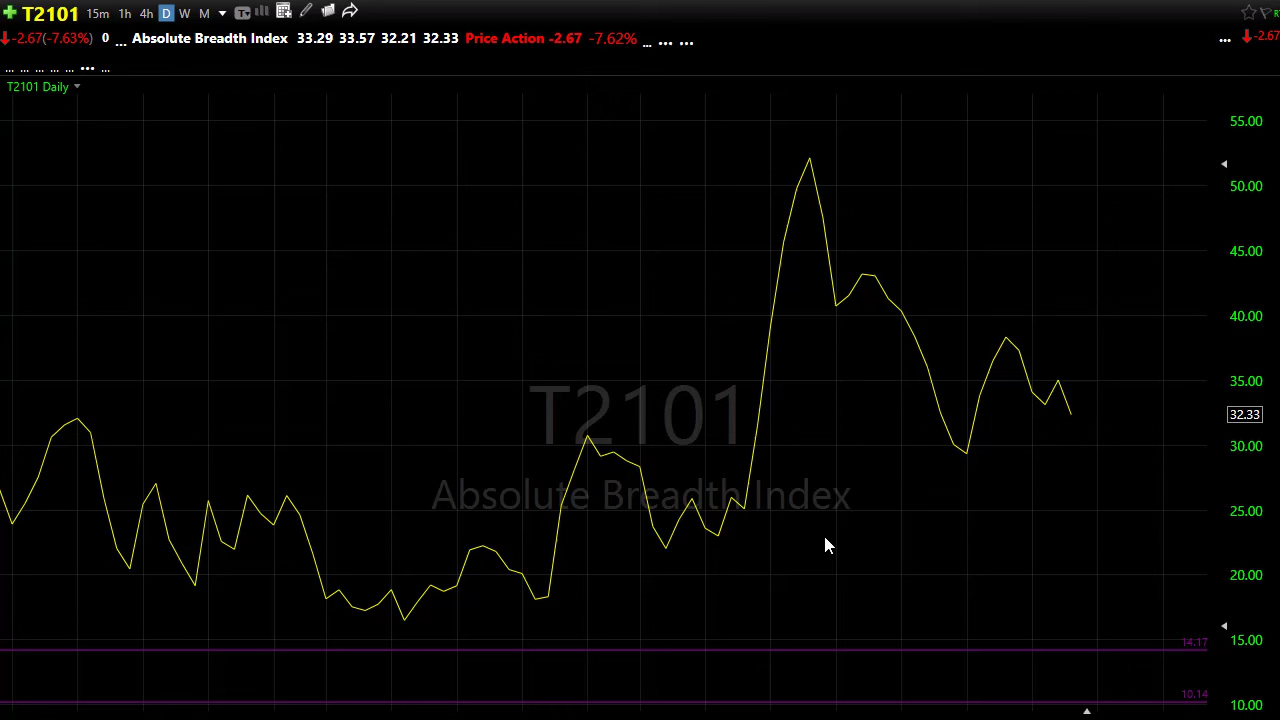 T2101 15m 1h 4h D W M T
-2.67(-7.63%) 0 ... Absolute Breadth Index 33.29 33.57 32.21 32.33 Price Action -2.67 -7.62% ... ... ... ... -2.67
... ... ... ... ... ... ...
T2101 Daily
55.00
50.00
45.00
40.00
35.00
32.33
T2101
30.00
Absolute Breadth Index
25.00
20.00
15.00
14.17
10.14
10.00